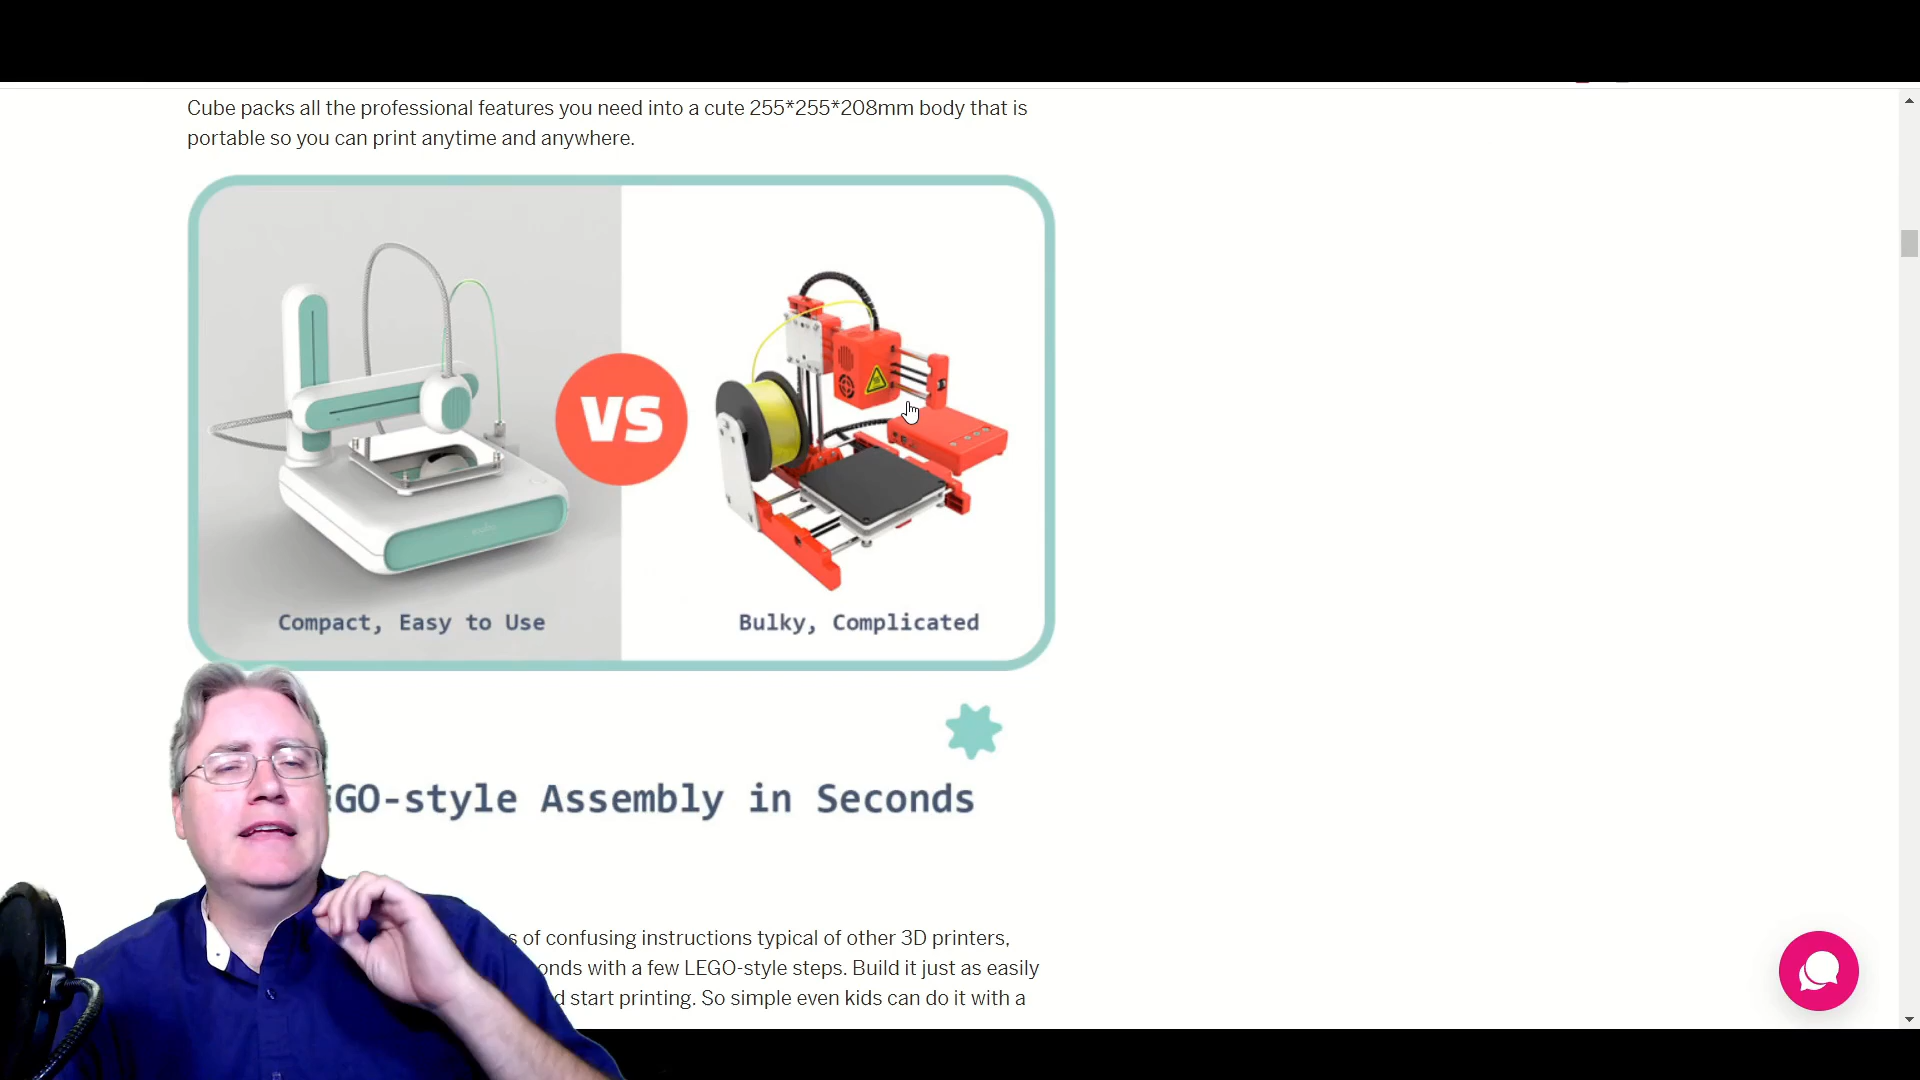 Cube packs all the professional features you need into a cute 255*255*208mm body that is
portable so you can print anytime and anywhere.
VS
Compact, Easy to Use
Bulky, Complicated
GO-style Assembly in Seconds
of confusing instructions typical of other 3D printers,
with a few LEGO-style steps. Build it just as easily
start printing. So simple even kids can do it with a